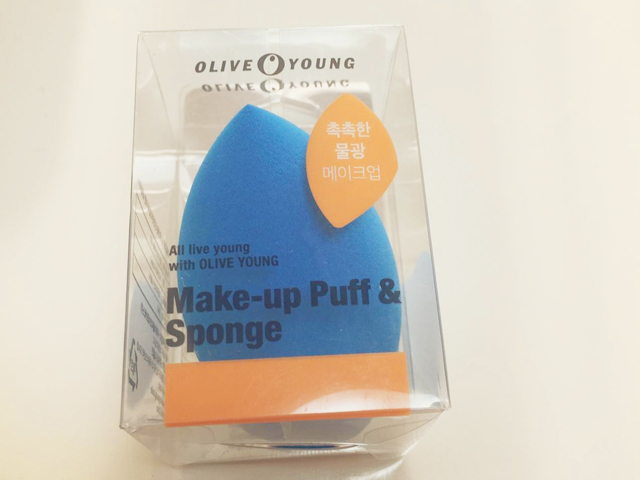 OLIVE YOUNG
촉촉한
물광
메이크업
All live young
with OLIVE YOUNG
Make-up Puff &
Sponge